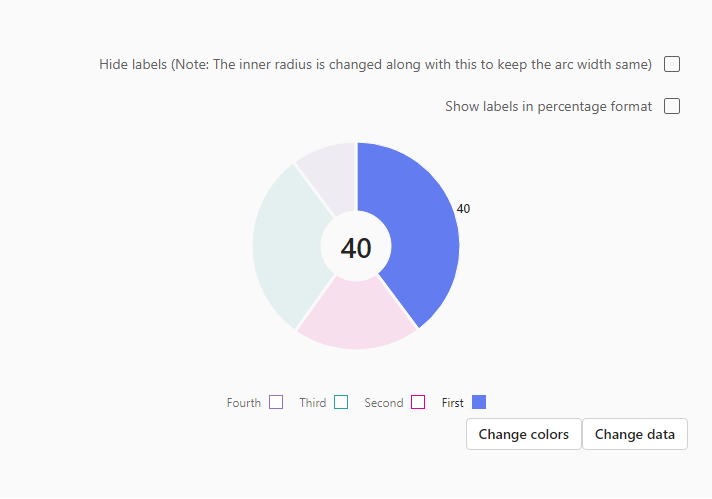 Hide labels (Note: The inner radius is changed along with this to keep the arc width same)
Show labels in percentage format
40
40
Fourth Third Second First
Change colors Change data